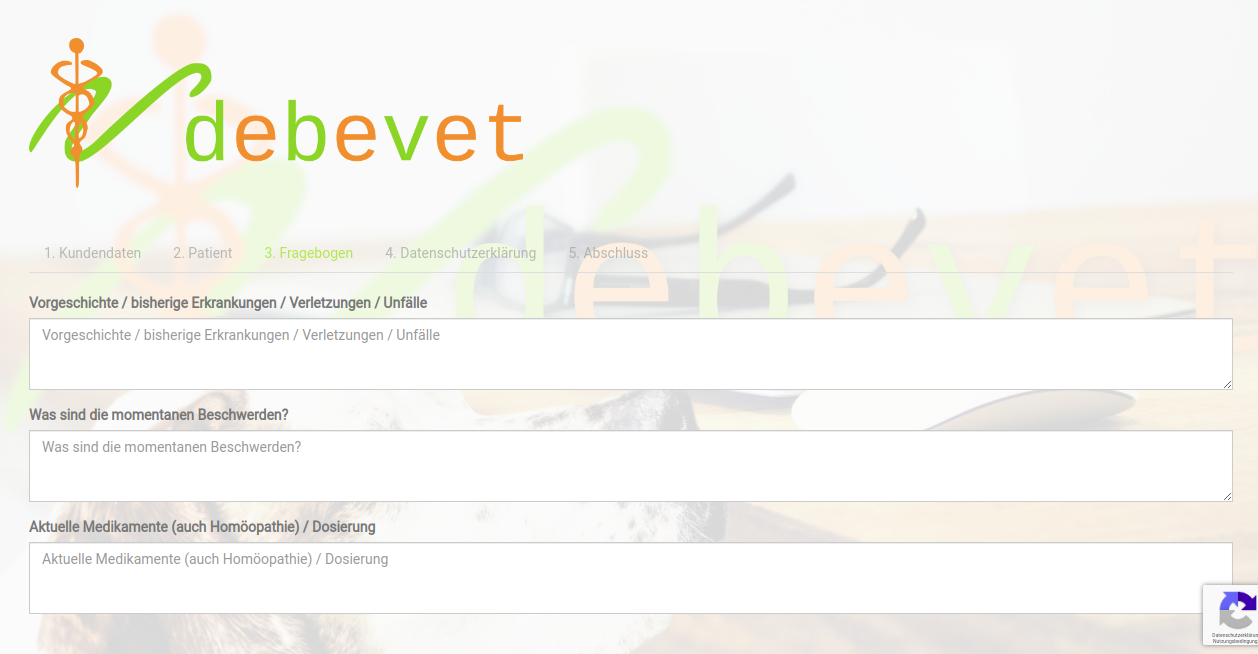 debevet
debevet
1. Kundendaten 2. Patient 3. Fragebogen 4. Datenschutzerklärung 5. Abschluss
Vorgeschichte / bisherige Erkrankungen / Verletzungen / Unfälle
Vorgeschichte / bisherige Erkrankungen / Verletzungen / Unfälle
Was sind die momentanen Beschwerden?
Was sind die momentanen Beschwerden?
Aktuelle Medikamente (auch Homöopathie) / Dosierung
Aktuelle Medikamente (auch Homöopathie) / Dosierung